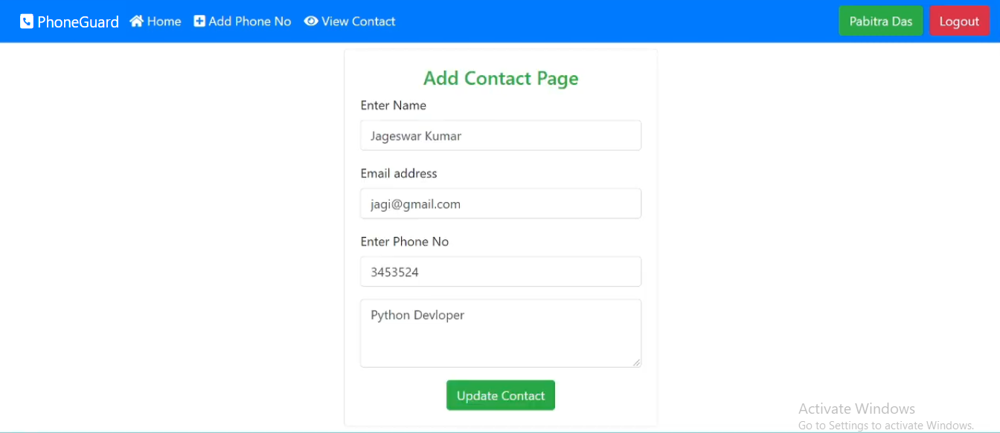 PhoneGuard Home Add Phone No View Contact Pabitra Das Logout
Add Contact Page
Enter Name
Jageswar Kumar
Email address
jagi@gmail.com
Enter Phone No
3453524
Python Devloper
Update Contact
Activate Windows
Go to Settings to activate Windows.